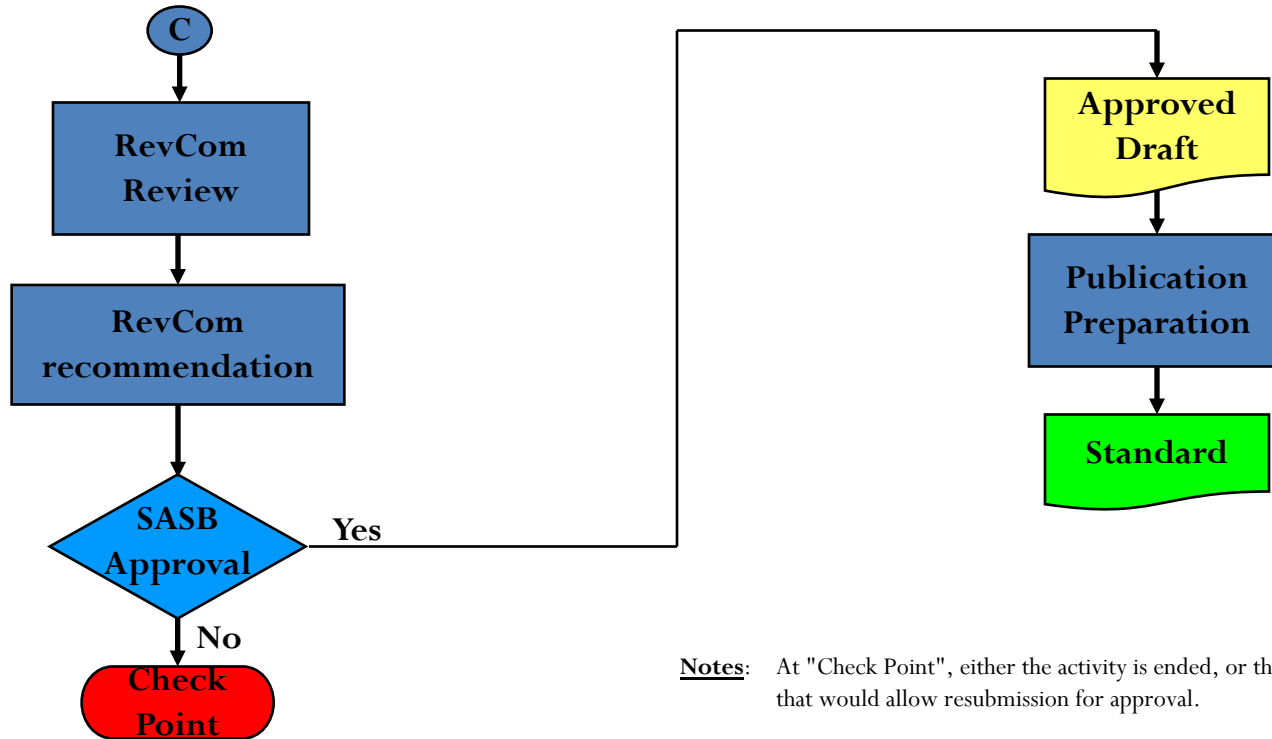 C
RevCom
Review
RevCom
recommendation
SASB
Approval
Yes
No
Check
Point
Approved
Draft
Publication
Preparation
Standard
Notes: At "Check Point", either the activity is ended, or th
that would allow resubmission for approval.